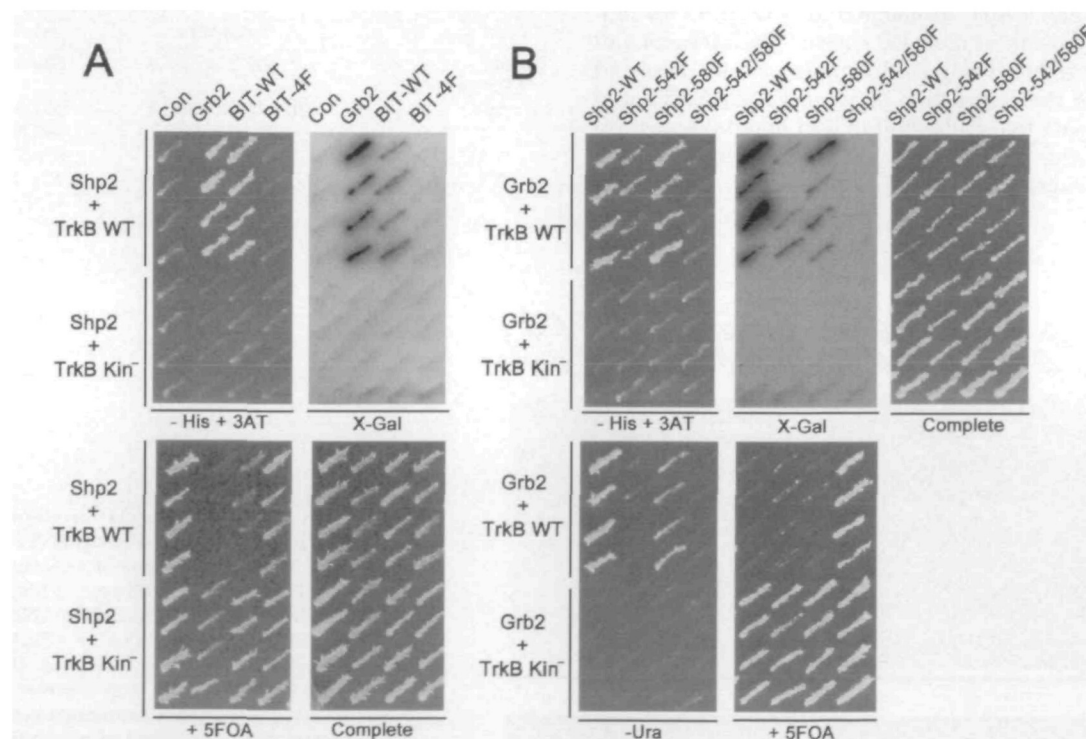 A
B
Con Grb2 BIT-WT BIT-4F
Con Grb2 BIT-WT BIT-4F
Shp2-WT Shp2-542F Shp2-580F Shp2-542/580F
Shp2-WT Shp2-542F Shp2-580F Shp2-542/580F
Shp2-WT Shp2-542F Shp2-580F Shp2-542/580F
Shp2
+
TrkB WT
Shp2
+
TrkB Kin⁻
- His + 3AT
X-Gal
Grb2
+
TrkB WT
Grb2
+
TrkB Kin⁻
- His + 3AT
X-Gal
Complete
Shp2
+
TrkB WT
Shp2
+
TrkB Kin⁻
+ 5FOA
Complete
Grb2
+
TrkB WT
Grb2
+
TrkB Kin⁻
-Ura
+ 5FOA